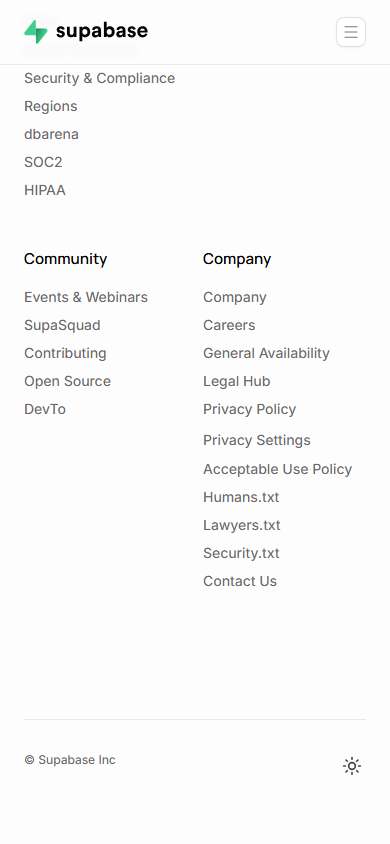 supabase
Security & Compliance
Regions
dbarena
SOC2
HIPAA
Community
Events & Webinars
SupaSquad
Contributing
Open Source
DevTo
Company
Company
Careers
General Availability
Legal Hub
Privacy Policy
Privacy Settings
Acceptable Use Policy
Humans.txt
Lawyers.txt
Security.txt
Contact Us
© Supabase Inc